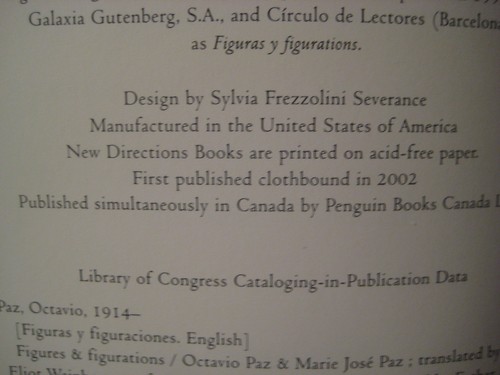 Galaxia Gutenberg, S.A., and Círculo de Lectores (Barcelona
as Figuras y figurations.
Design by Sylvia Frezzolini Severance
Manufactured in the United States of America
New Directions Books are printed on acid-free paper.
First published clothbound in 2002
Published simultaneously in Canada by Penguin Books Canada
Library of Congress Cataloging-in-Publication Data
Paz, Octavio, 1914–
[Figuras y figuraciones. English]
Figures & figurations / Octavio Paz & Marie José Paz ; translated by
Eliot